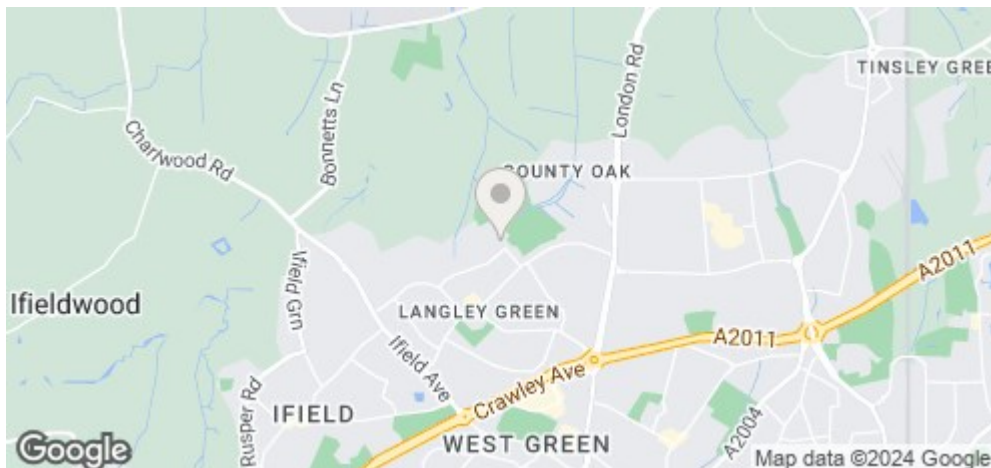 TINSLEY GREE
London Rd
Bonnetts Ln
Charlwood Rd
COUNTY OAK
A2011
Ifield Grn
Ifieldwood
LANGLEY GREEN
A2011
Ifield Ave
Crawley Ave
Rusper Rd
IFIELD
A2004
WEST GREEN
Google
Map data ©2024 Google